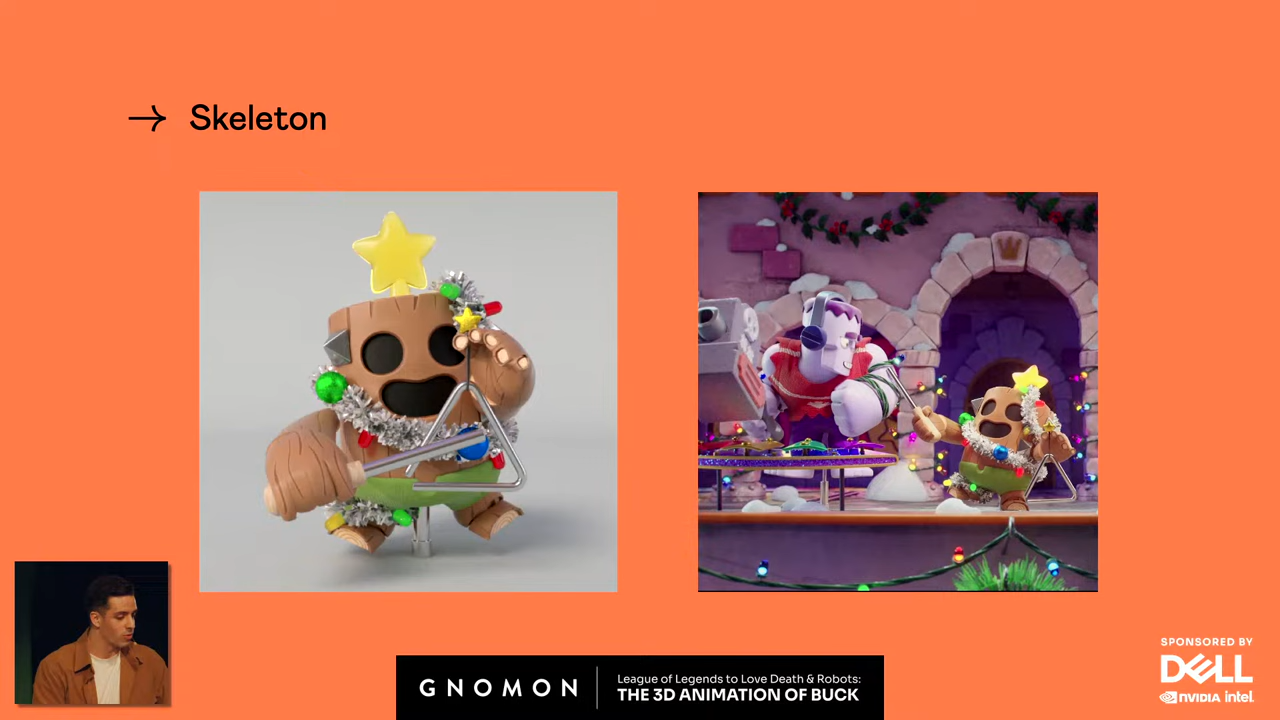 → Skeleton
W
GNOMON
League of Legends to Love Death & Robots:
THE 3D ANIMATION OF BUCK
SPONSORED BY
DELL
NVIDIA intel